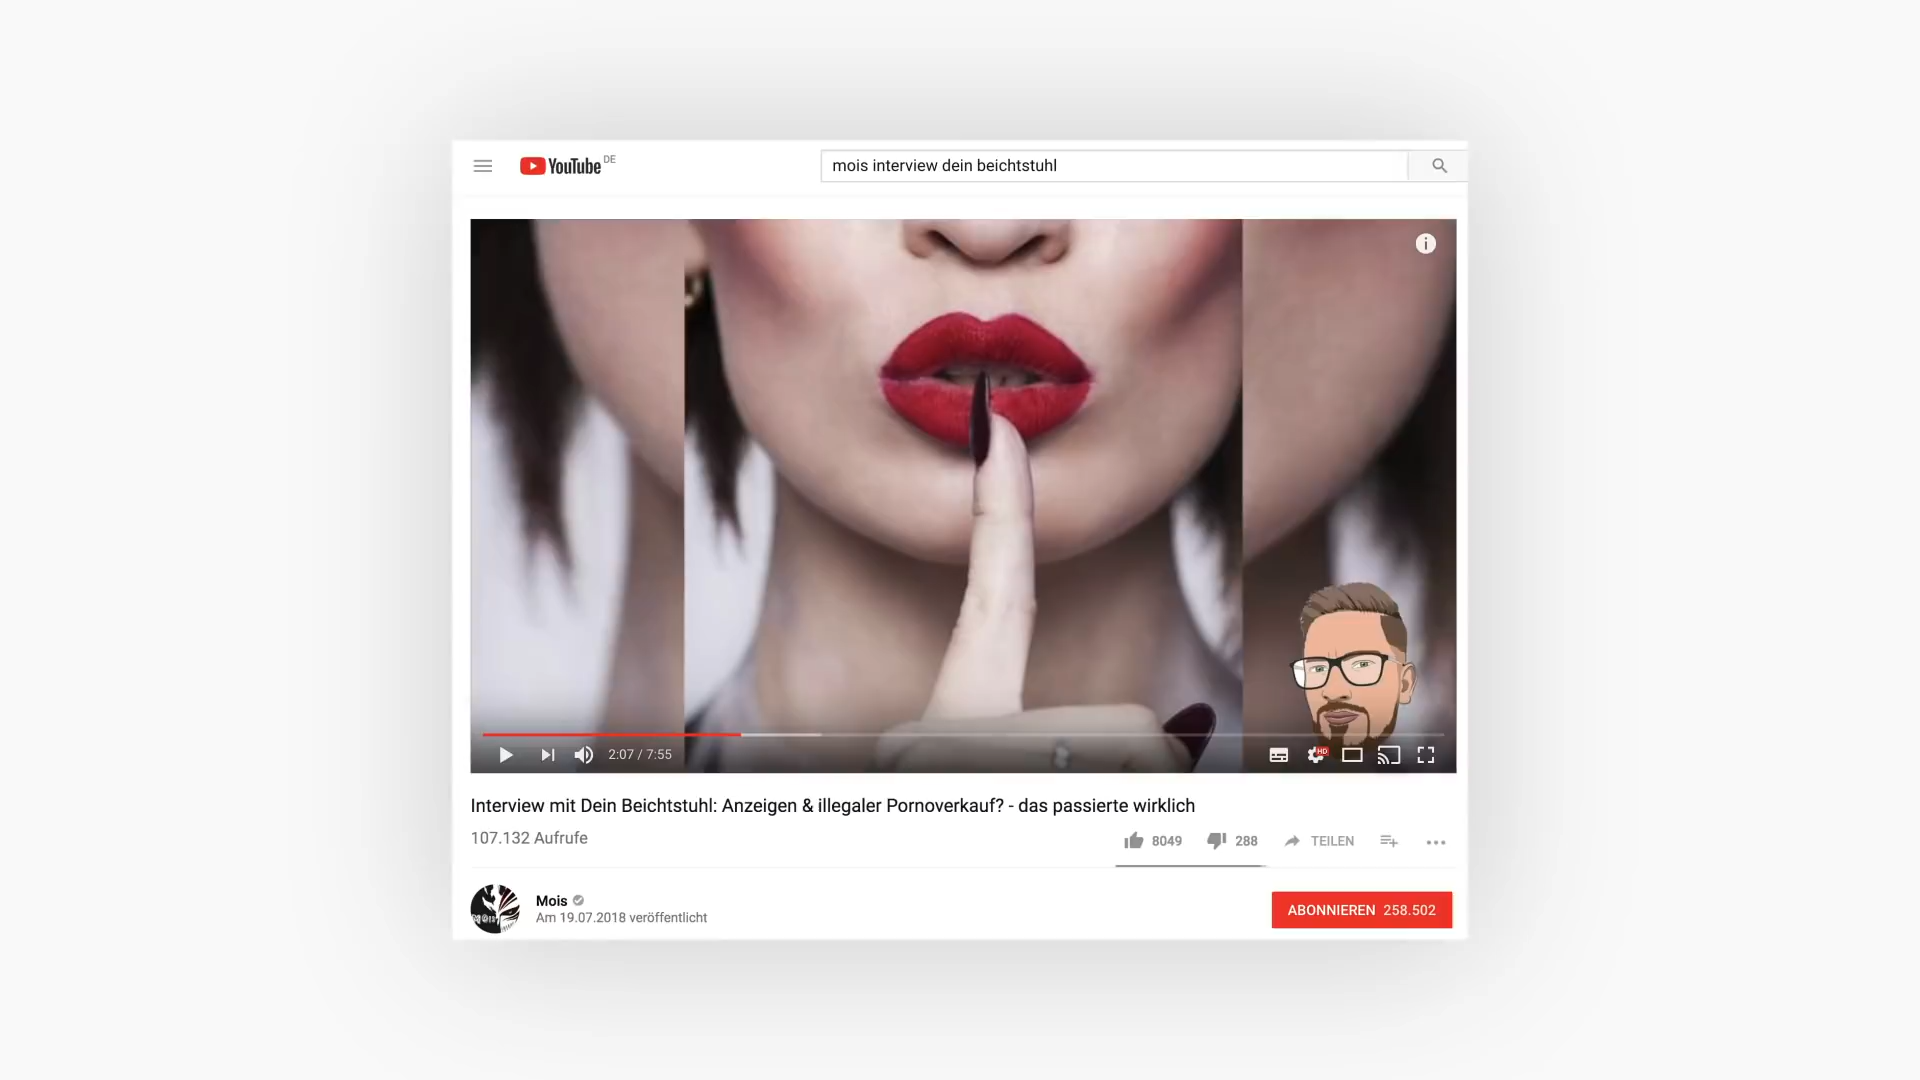 YouTube DE
mois interview dein beichtstuhl
HD
2:07 / 7:55
Interview mit Dein Beichtstuhl: Anzeigen & illegaler Pornoverkauf? - das passierte wirklich
107.132 Aufrufe
8049 288 TEILEN
Mois
Am 19.07.2018 veröffentlicht
ABONNIEREN 258.502